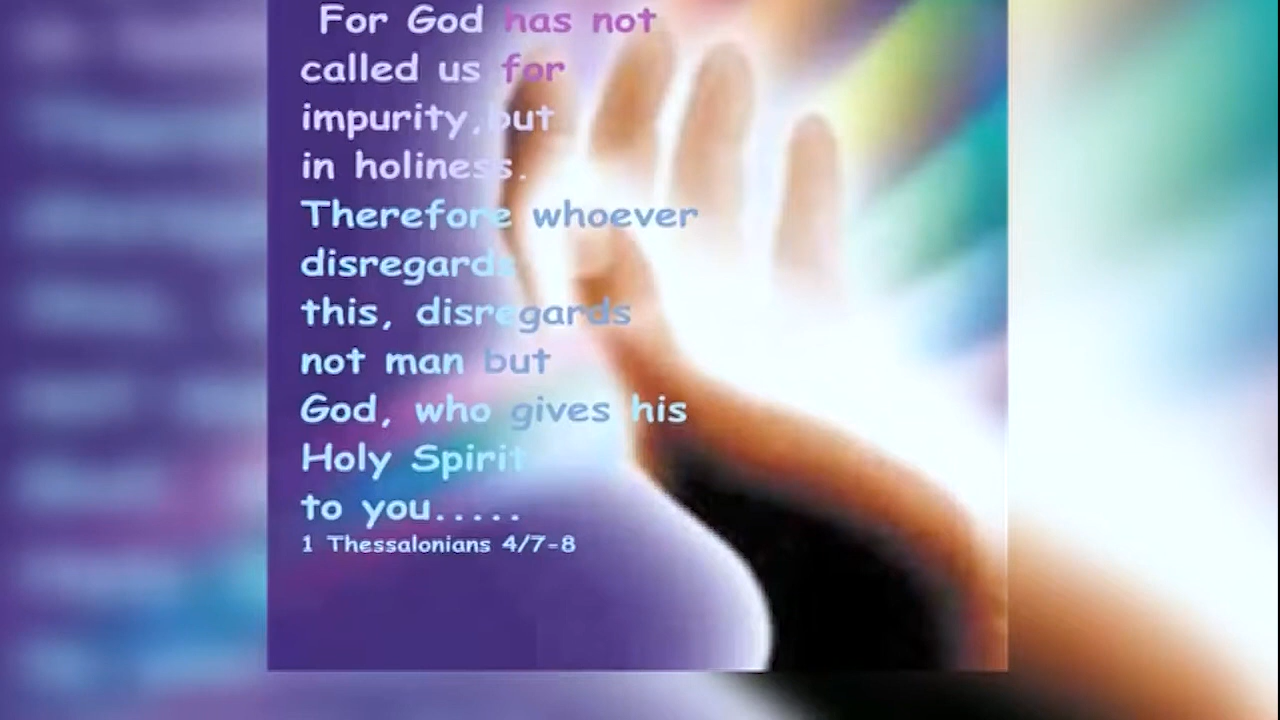 For God has not
called us for
impurity,but
in holiness.
Therefore whoever
disregards
this, disregards
not man but
God, who gives his
Holy Spirit
to you.....
1 Thessalonians 4/7-8